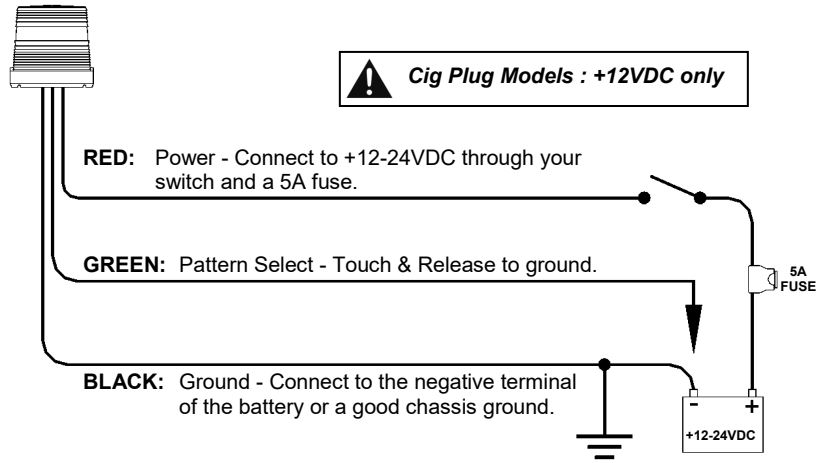 Cig Plug Models : +12VDC only
RED: Power - Connect to +12-24VDC through your
switch and a 5A fuse.
GREEN: Pattern Select - Touch & Release to ground.
5A
FUSE
BLACK: Ground - Connect to the negative terminal
of the battery or a good chassis ground.
- +
+12-24VDC